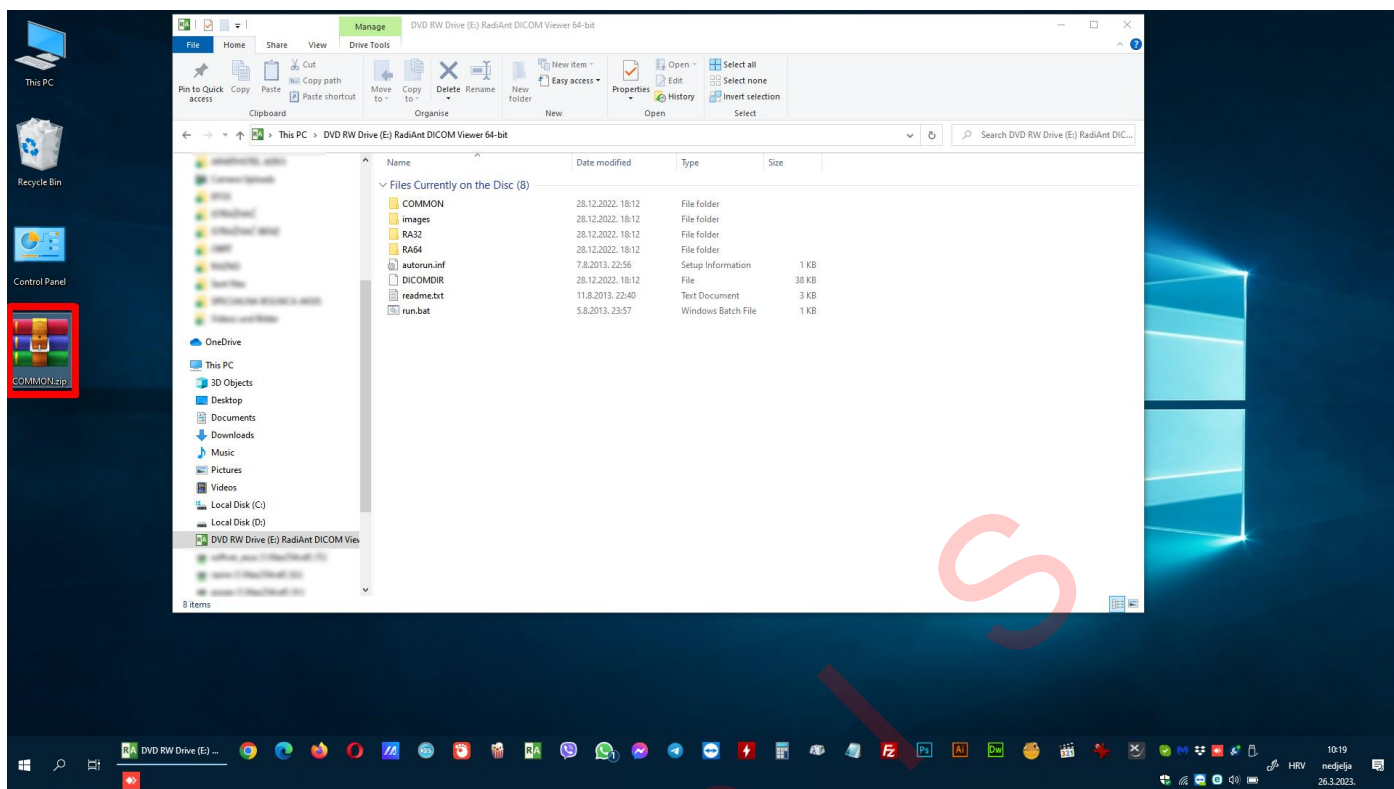 This PC
Recycle Bin
Control Panel
COMMON.zip
Manage
DVD RW Drive (E:) RadiAnt DICOM Viewer 64-bit
File Home Share View Drive Tools
Pin to Quick access
Copy
Paste
Cut
Copy path
Paste shortcut
Move to
Copy to
Delete
Rename
New folder
New item
Easy access
Properties
Open
Edit
History
Select all
Select none
Invert selection
Clipboard Organise New Open Select
This PC > DVD RW Drive (E:) RadiAnt DICOM Viewer 64-bit
Search DVD RW Drive (E:) RadiAnt DIC...
Name Date modified Type Size
Files Currently on the Disc (8)
COMMON 28.12.2022. 18:12 File folder
images 28.12.2022. 18:12 File folder
RA32 28.12.2022. 18:12 File folder
RA64 28.12.2022. 18:12 File folder
autorun.inf 7.8.2013. 22:56 Setup Information 1 KB
DICOMDIR 28.12.2022. 18:12 File 38 KB
readme.txt 11.8.2013. 22:40 Text Document 3 KB
run.bat 5.8.2013. 23:57 Windows Batch File 1 KB
OneDrive
This PC
3D Objects
Desktop
Documents
Downloads
Music
Pictures
Videos
Local Disk (C:)
Local Disk (D:)
DVD RW Drive (E:) RadiAnt DICOM View
8 items
I S
RA DVD RW Drive (E:) ...
RA
Fz
Ps
Ai
Dw
HRV
10:19
nedjelja
26.3.2023.